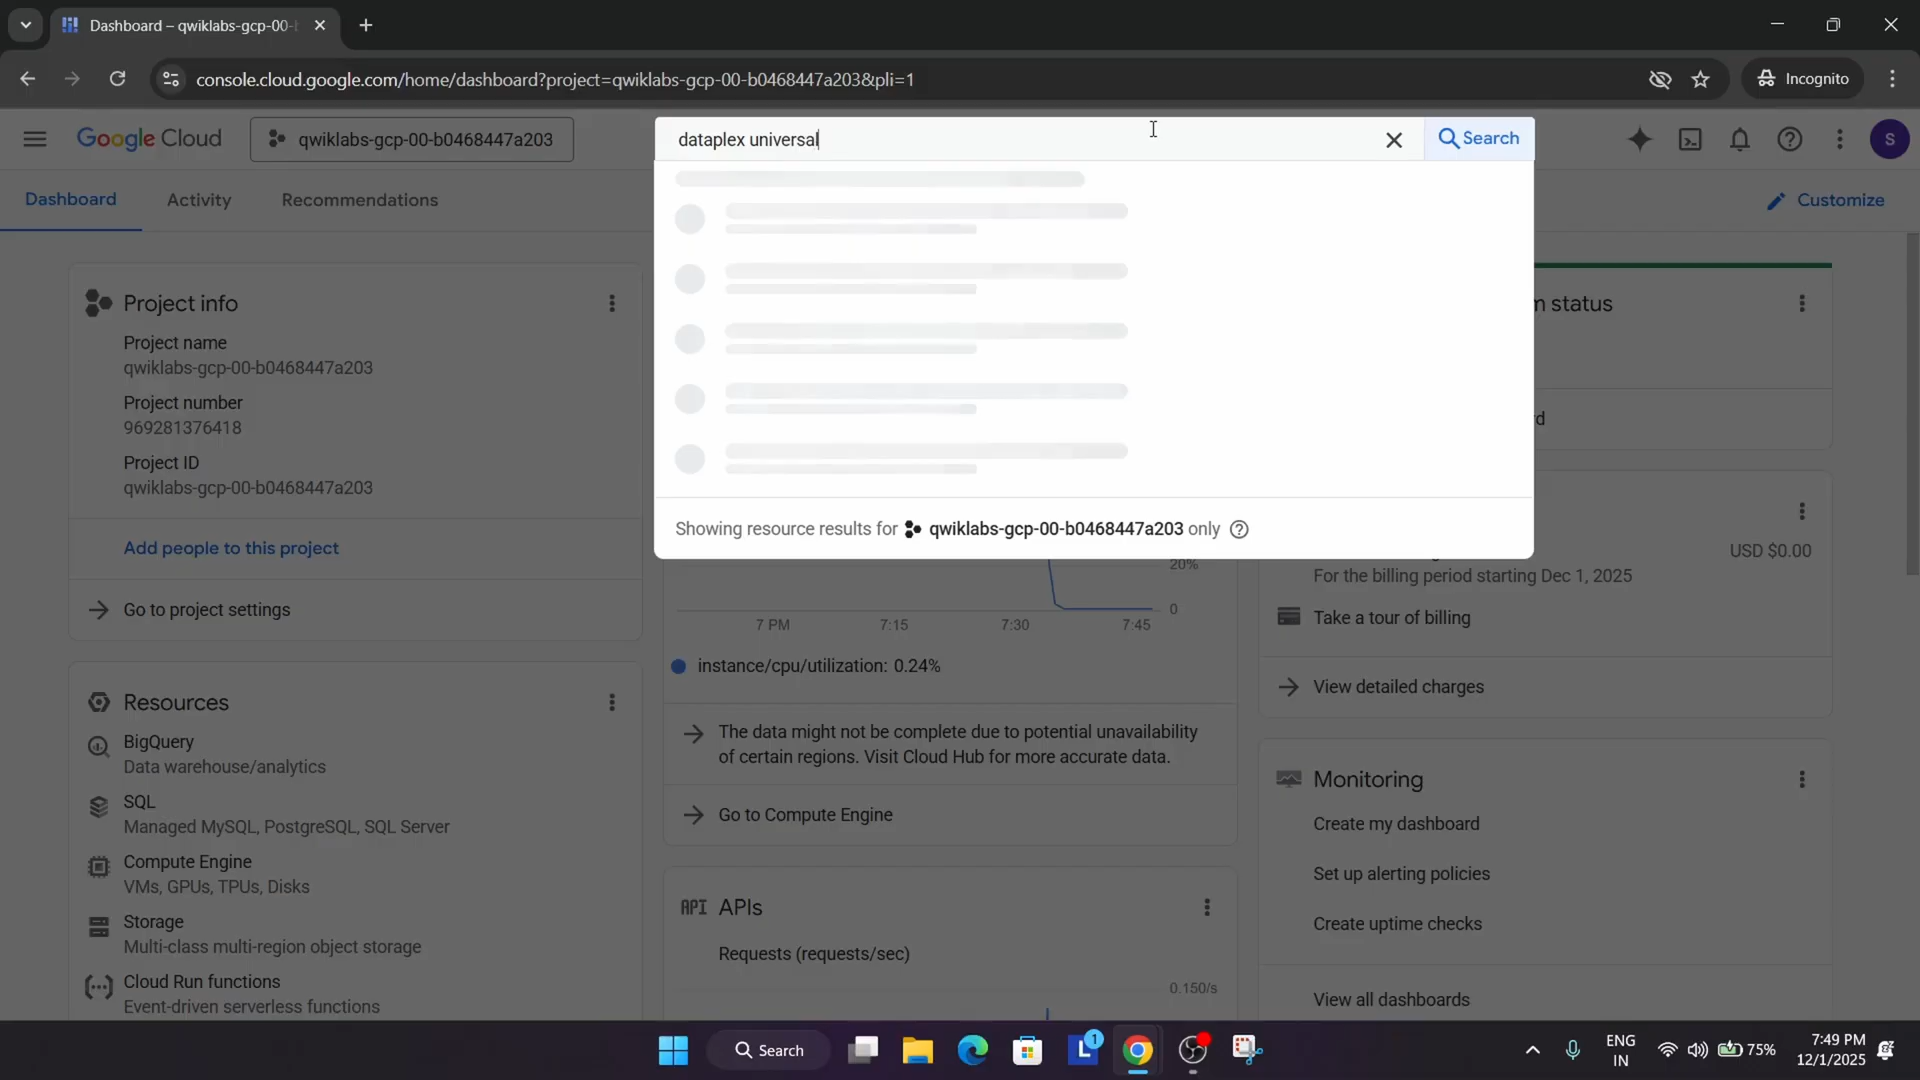 Dashboard – qwiklabs-gcp-00-
console.cloud.google.com/home/dashboard?project=qwiklabs-gcp-00-b0468447a203&pli=1
Incognito
Google Cloud
qwiklabs-gcp-00-b0468447a203
dataplex universal
Search
S
Dashboard
Activity
Recommendations
Customize
Project info
Project name
qwiklabs-gcp-00-b0468447a203
Project number
969281376418
Project ID
qwiklabs-gcp-00-b0468447a203
Add people to this project
Go to project settings
Showing resource results for qwiklabs-gcp-00-b0468447a203 only
20%
0
7 PM
7:15
7:30
7:45
instance/cpu/utilization: 0.24%
The data might not be complete due to potential unavailability
of certain regions. Visit Cloud Hub for more accurate data.
Go to Compute Engine
status
USD $0.00
For the billing period starting Dec 1, 2025
Take a tour of billing
View detailed charges
Resources
BigQuery
Data warehouse/analytics
SQL
Managed MySQL, PostgreSQL, SQL Server
Compute Engine
VMs, GPUs, TPUs, Disks
Storage
Multi-class multi-region object storage
Cloud Run functions
Event-driven serverless functions
API APIs
Requests (requests/sec)
0.150/s
Monitoring
Create my dashboard
Set up alerting policies
Create uptime checks
View all dashboards
Search
L
1
ENG
IN
75%
7:49 PM
12/1/2025